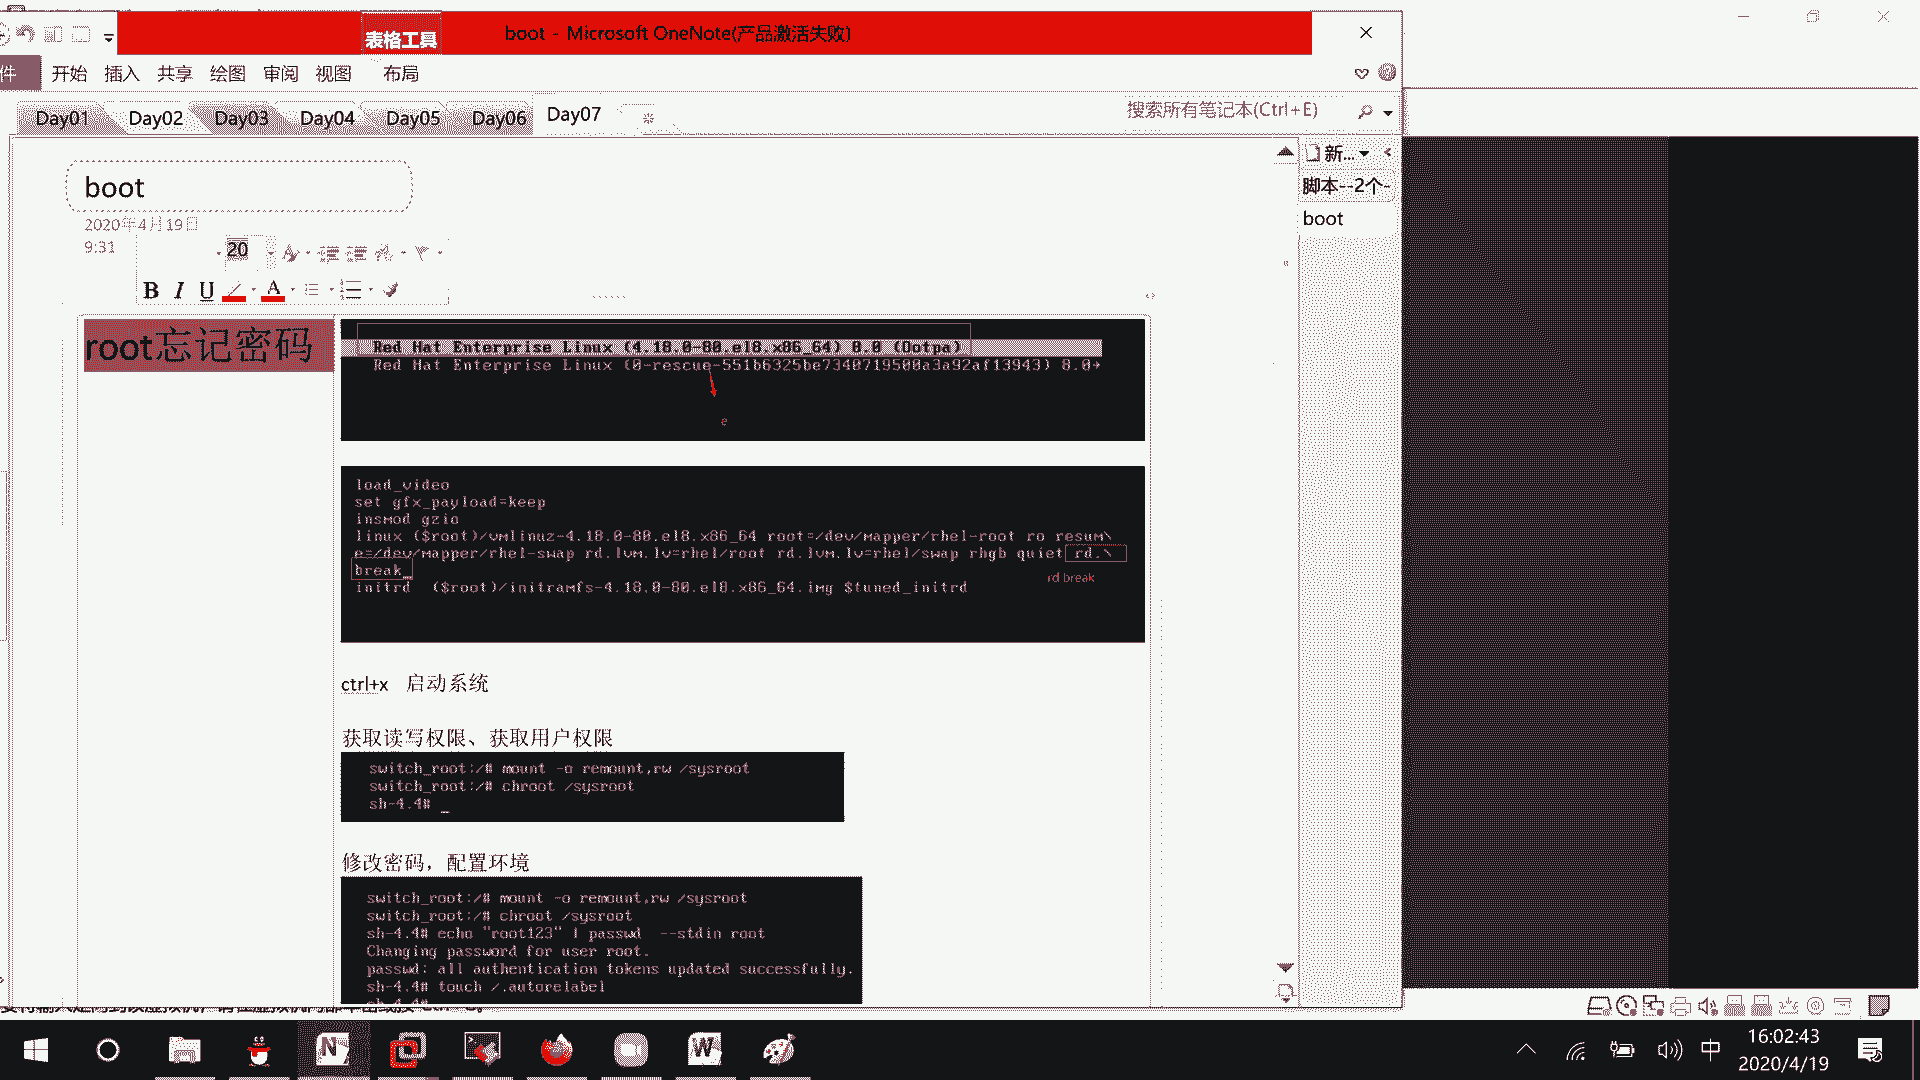 表格工具
boot - Microsoft OneNote(产品激活失败)
件 开始 插入 共享 绘图 审阅 视图 布局
Day01 Day02 Day03 Day04 Day05 Day06 Day07
搜索所有笔记本(Ctrl+E)
新...
脚本--2个-
boot
boot
2020年4月19日
9:31
20
B I U A
root忘记密码
Red Hat Enterprise Linux (4.18.0-80.el8.x86_64) 8.0 (Ootpa)
Red Hat Enterprise Linux (0-rescue-551b6325be7340719500a3a92af13943) 8.0→
e
load_video
set gfx_payload=keep
insmod gzio
linux ($root)/vmlinuz-4.18.0-80.el8.x86_64 root=/dev/mapper/rhel-root ro resum\
e=/dev/mapper/rhel-swap rd.lvm.lv=rhel/root rd.lvm.lv=rhel/swap rhgb quiet rd.\
break_
rd break
initrd ($root)/initramfs-4.18.0-80.el8.x86_64.img $tuned_initrd
ctrl+x 启动系统
获取读写权限、获取用户权限
switch_root:/# mount -o remount,rw /sysroot
switch_root:/# chroot /sysroot
sh-4.4# _
修改密码，配置环境
switch_root:/# mount -o remount,rw /sysroot
switch_root:/# chroot /sysroot
sh-4.4# echo "root123" | passwd --stdin root
Changing password for user root.
passwd: all authentication tokens updated successfully.
sh-4.4# touch /.autorelabel
sh-4.4#
中
16:02:43
2020/4/19